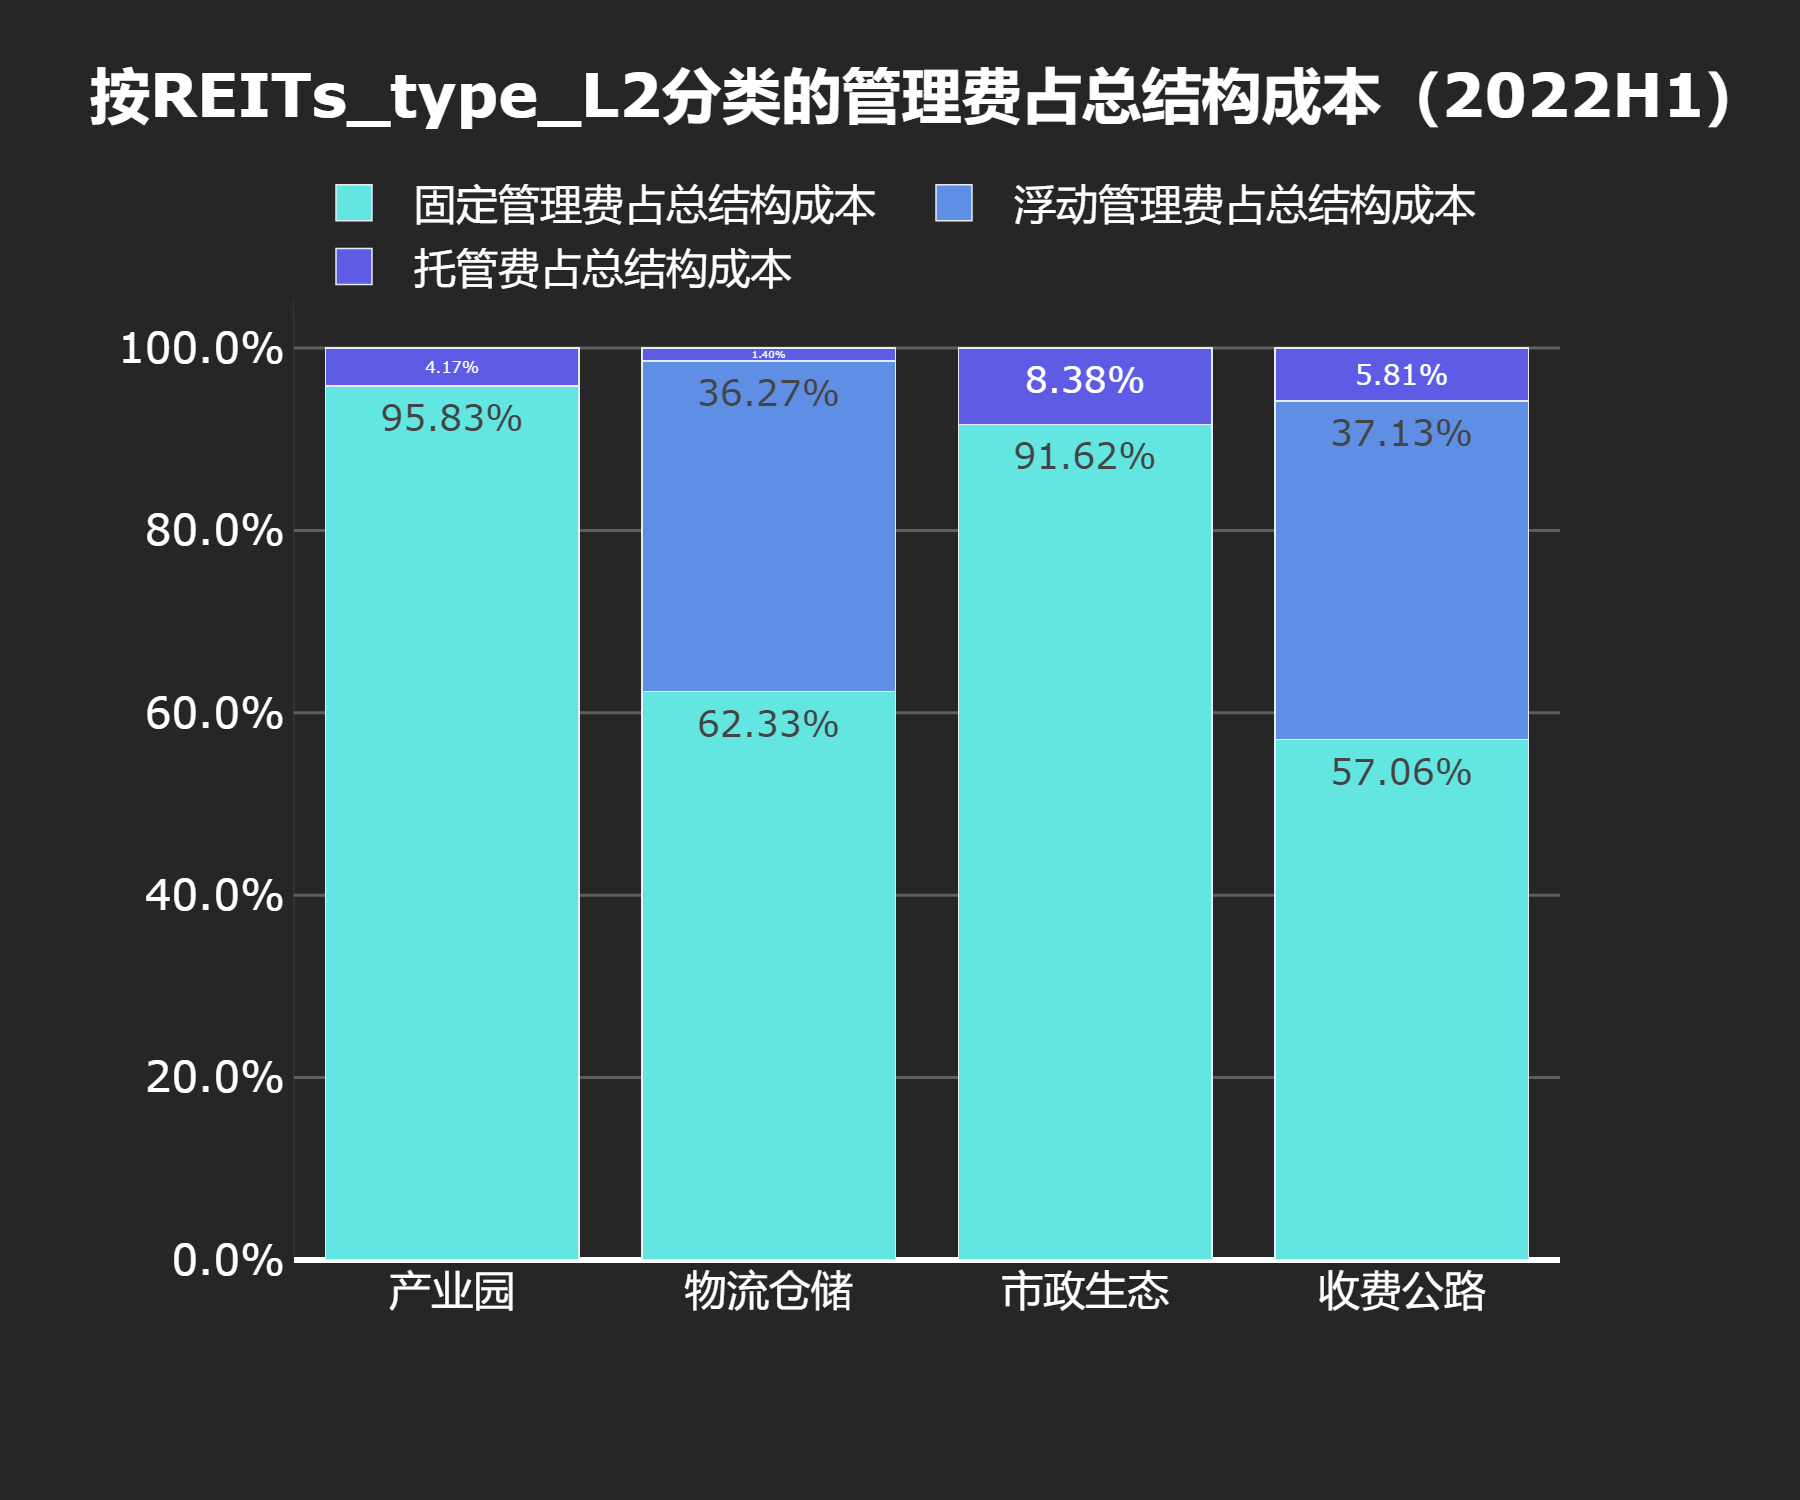 按REITs_type_L2分类的管理费占总结构成本（2022H1）
固定管理费占总结构成本 浮动管理费占总结构成本
托管费占总结构成本
100.0%
80.0%
60.0%
40.0%
20.0%
0.0%
4.17% 1.40% 8.38% 5.81%
95.83% 36.27% 91.62% 37.13%
62.33% 57.06%
产业园 物流仓储 市政生态 收费公路